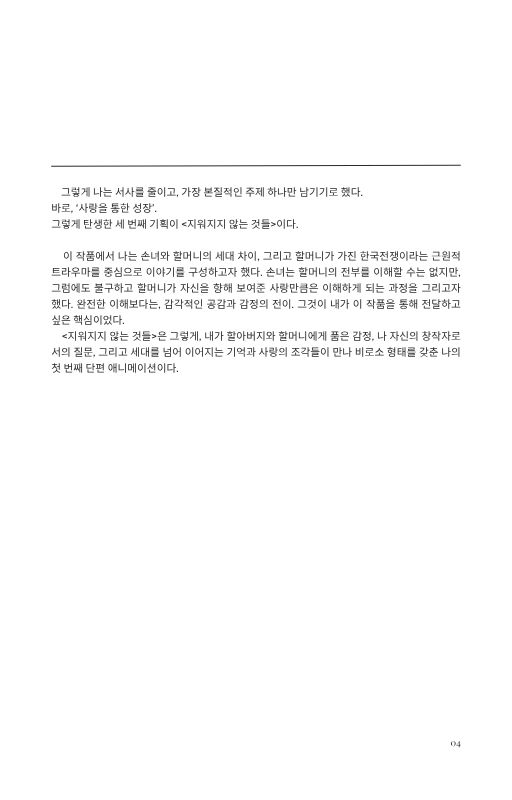 그렇게 나는 서사를 줄이고, 가장 본질적인 주제 하나만 남기기로 했다.
바로, '사랑을 통한 성장'.
그렇게 탄생한 세 번째 기획이 <지워지지 않는 것들>이다.
이 작품에서 나는 손녀와 할머니의 세대 차이, 그리고 할머니가 가진 한국전쟁이라는 근원적
트라우마를 중심으로 이야기를 구성하고자 했다. 손녀는 할머니의 전부를 이해할 수는 없지만,
그럼에도 불구하고 할머니가 자신을 향해 보여준 사랑만큼은 이해하게 되는 과정을 그리고자
했다. 완전한 이해보다는, 감각적인 공감과 감정의 전이. 그것이 내가 이 작품을 통해 전달하고
싶은 핵심이었다.
<지워지지 않는 것들>은 그렇게, 내가 할아버지와 할머니에게 품은 감정, 나 자신의 창작자로
서의 질문, 그리고 세대를 넘어 이어지는 기억과 사랑의 조각들이 만나 비로소 형태를 갖춘 나의
첫 번째 단편 애니메이션이다.
04